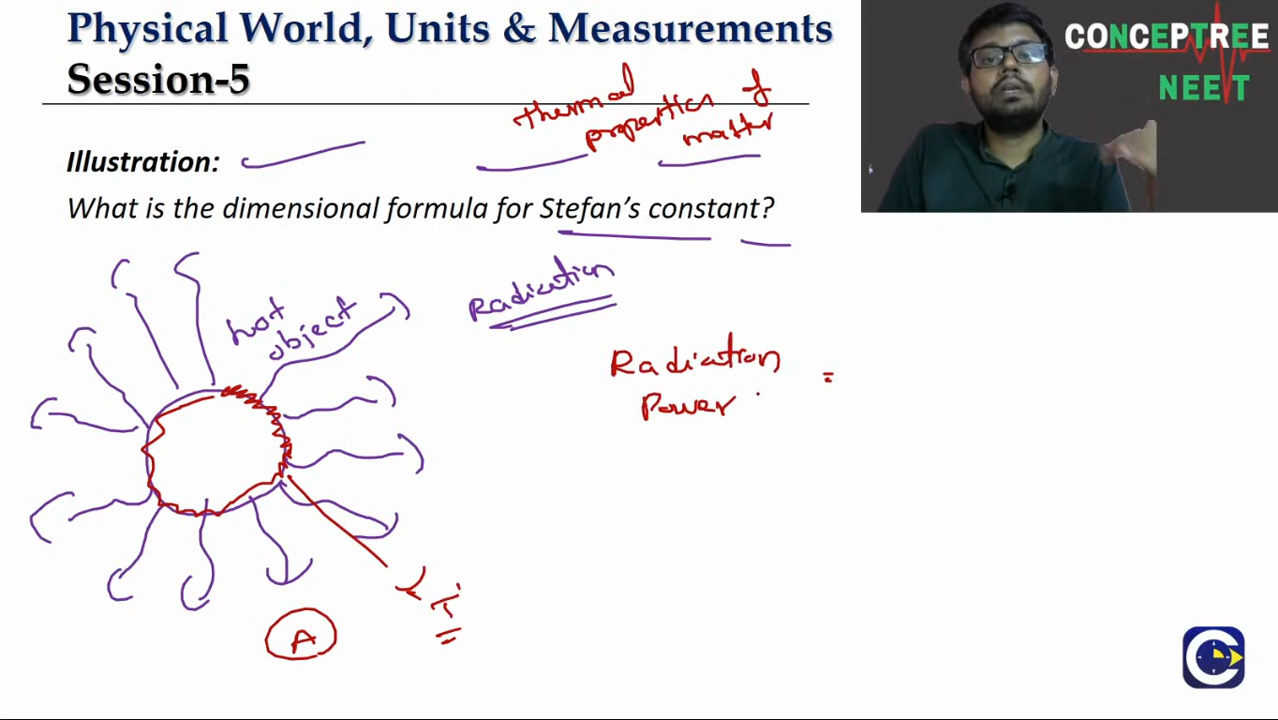 Physical World, Units & Measurements
Session-5
CONCEPTREE
NEEIT
thermal
properties of
matter
Illustration:
What is the dimensional formula for Stefan's constant?
Radiation
hot
object
Radiation
Power =
A